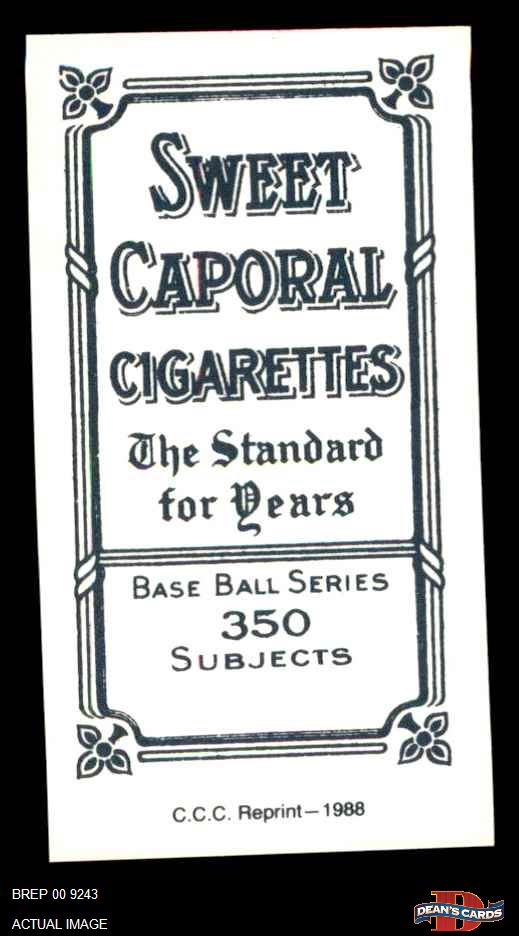 SWEET
CAPORAL
CIGARETTES
The Standard
for Years
BASE BALL SERIES
350
SUBJECTS
C.C.C. Reprint—1988
BREP 00 9243
ACTUAL IMAGE
DEAN'S CARDS